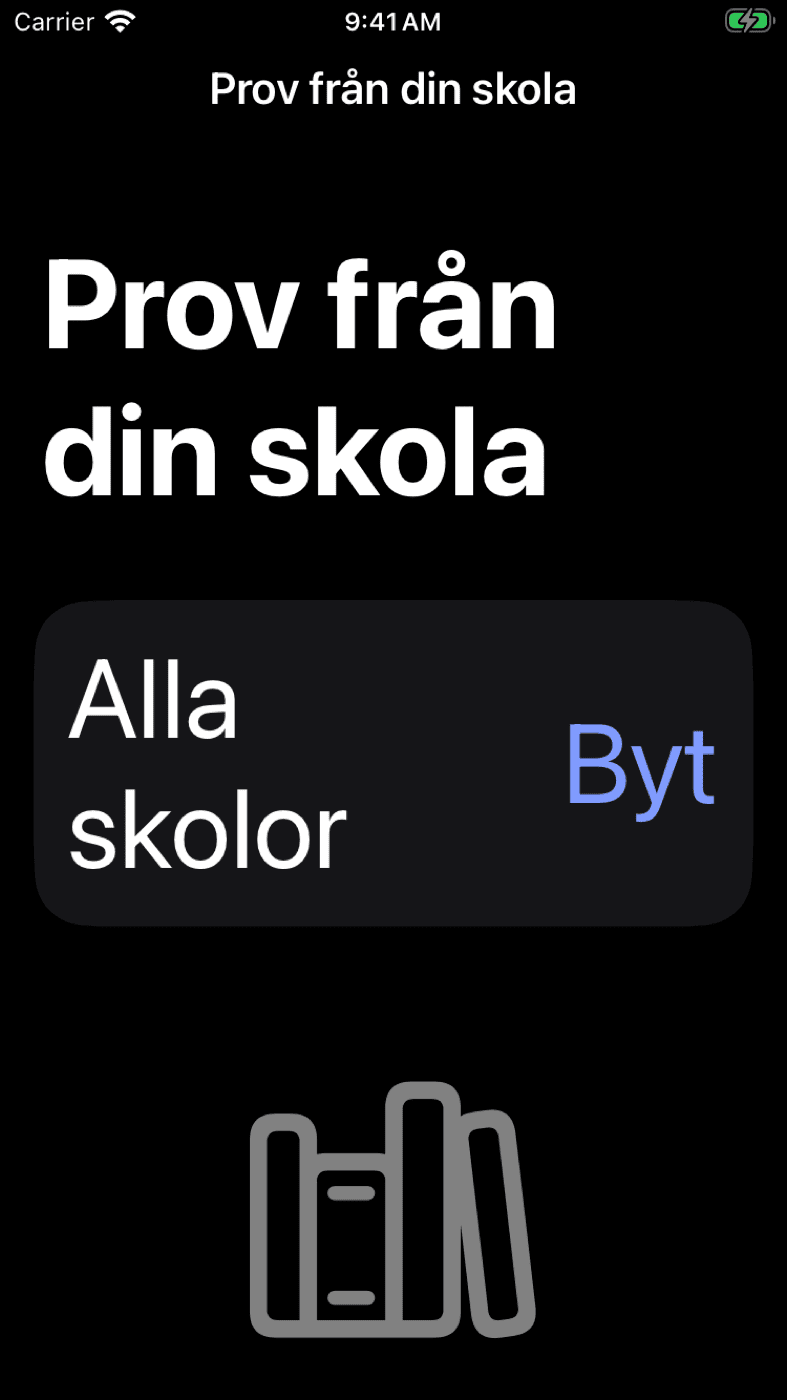 Carrier 9:41 AM
Prov från din skola
Prov från
din skola
Alla
skolor
Byt